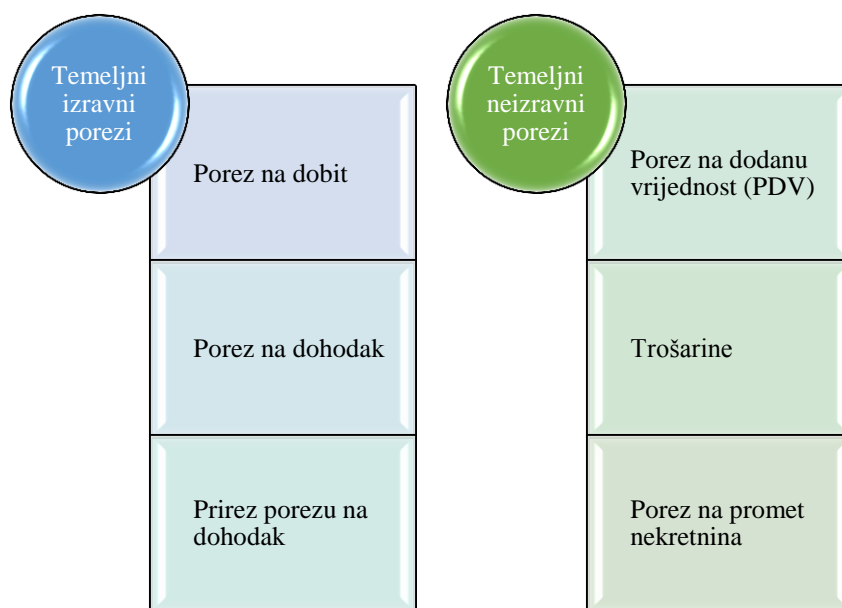 Temeljni
izravni
porezi
Porez na dobit
Porez na dohodak
Prirez porezu na
dohodak
Temeljni
neizravni
porezi
Porez na dodanu
vrijednost (PDV)
Trošarine
Porez na promet
nekretnina